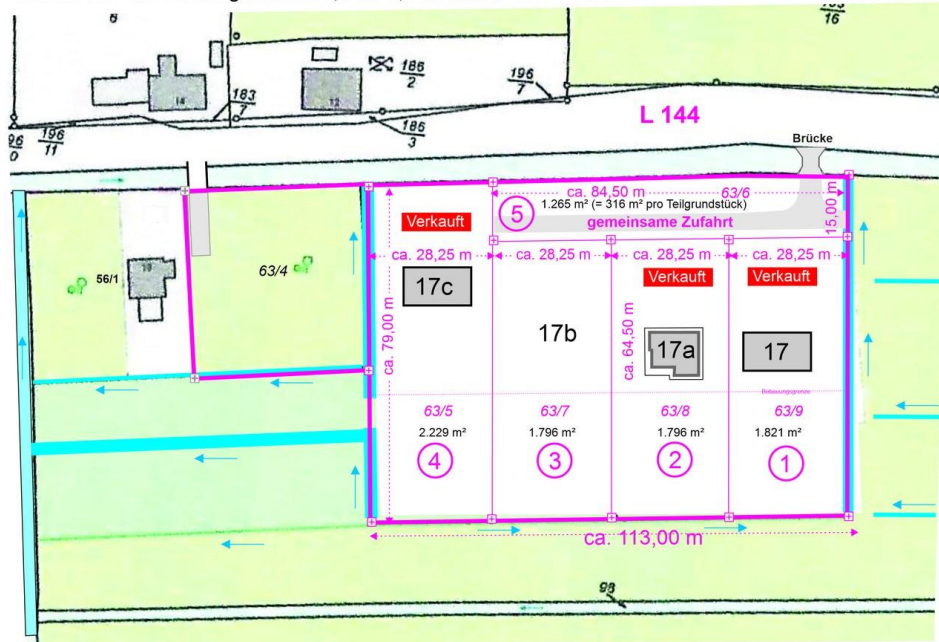 6
16
186
2
196
7
14
12
183
7
186
3
L 144
196
11
Brücke
ca. 84,50 m
63/6
1.265 m² (= 316 m² pro Teilgrundstück)
5
gemeinsame Zufahrt
15,00 m
Verkauft
ca. 28,25 m
ca. 28,25 m
ca. 28,25 m
ca. 28,25 m
Verkauft
Verkauft
56/1
63/4
17c
ca. 79,00 m
17b
ca. 64,50 m
17a
17
63/5
63/7
63/8
63/9
2.229 m²
1.796 m²
1.796 m²
1.821 m²
4
3
2
1
ca. 113,00 m
98